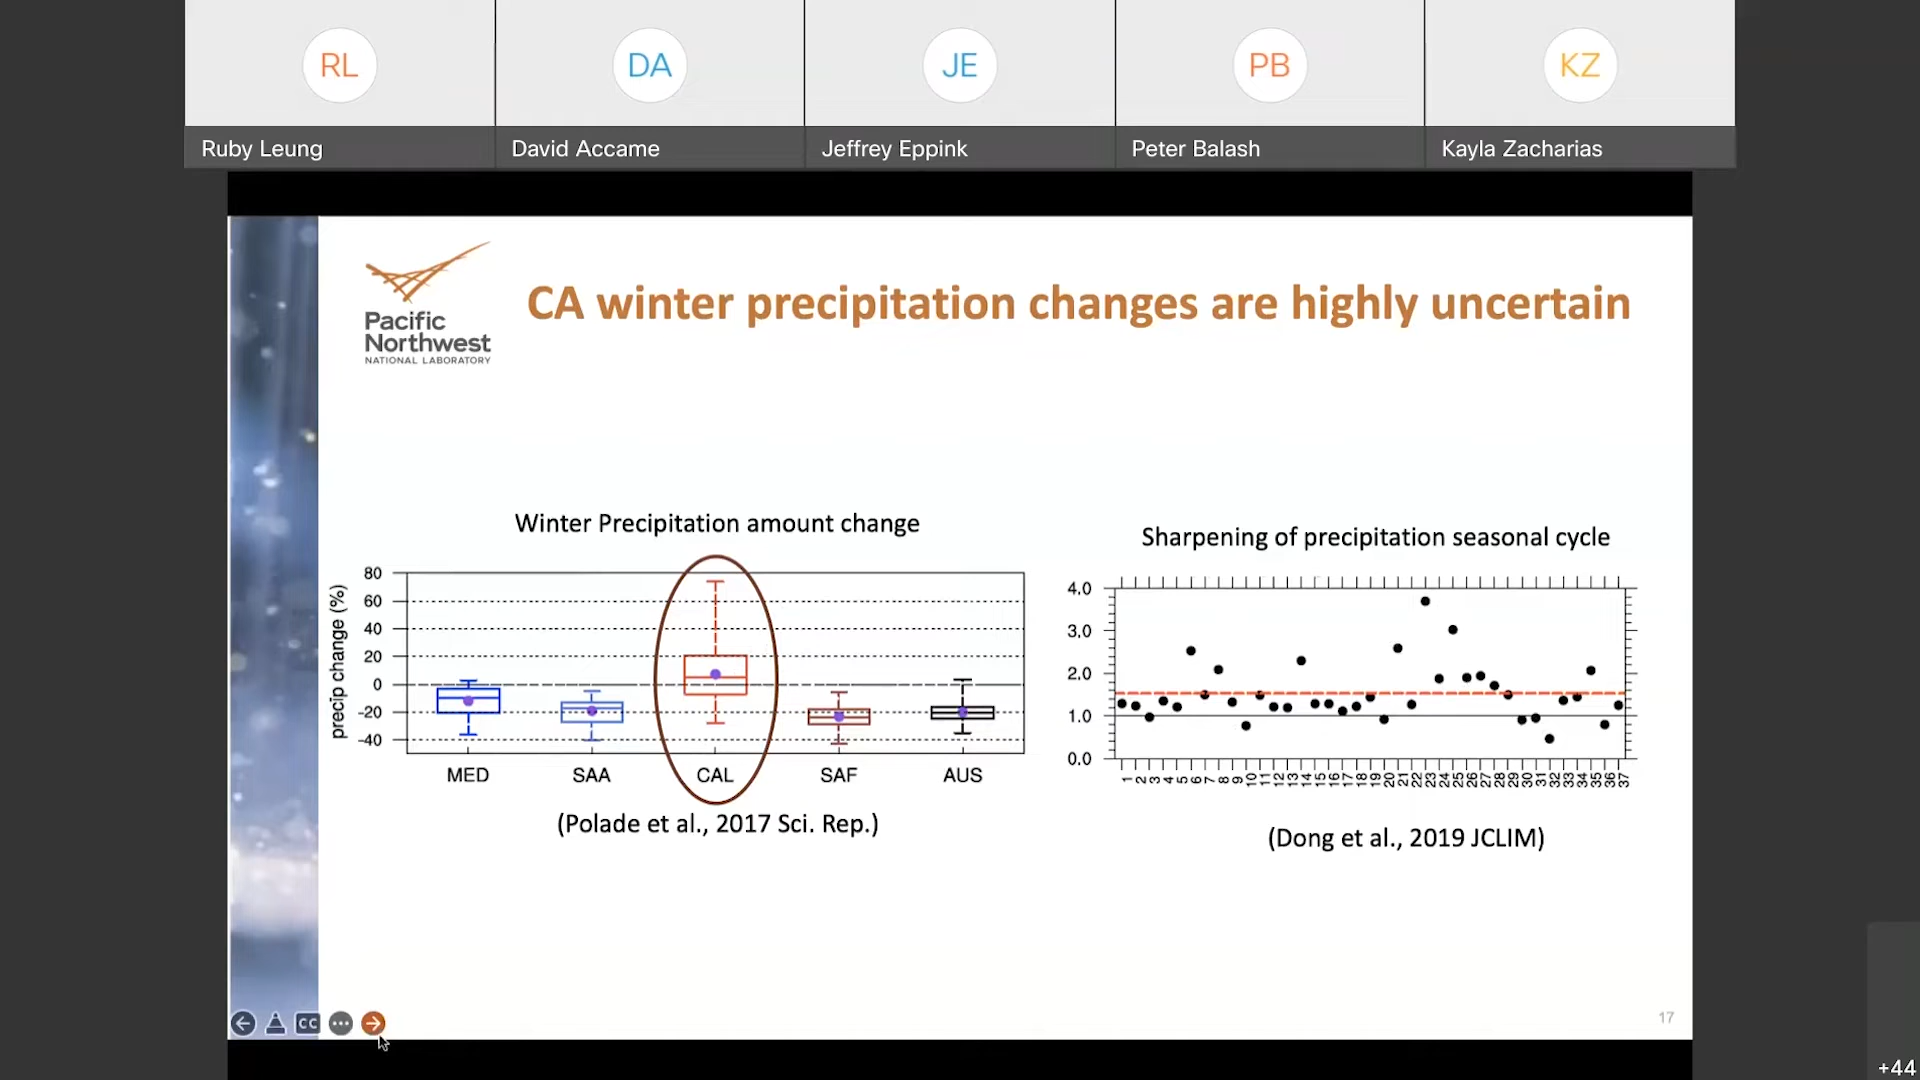 RL
DA
JE
PB
KZ
Ruby Leung
David Accame
Jeffrey Eppink
Peter Balash
Kayla Zacharias
Pacific
Northwest
NATIONAL LABORATORY
CA winter precipitation changes are highly uncertain
Winter Precipitation amount change
precip change (%)
80
60
40
20
0
-20
-40
MED SAA CAL SAF AUS
(Polade et al., 2017 Sci. Rep.)
Sharpening of precipitation seasonal cycle
4.0
3.0
2.0
1.0
0.0
1 2 3 4 5 6 7 8 9 10 11 12 13 14 15 16 17 18 19 20 21 22 23 24 25 26 27 28 29 30 31 32 33 34 35 36 37
(Dong et al., 2019 JCLIM)
CC
17
+44